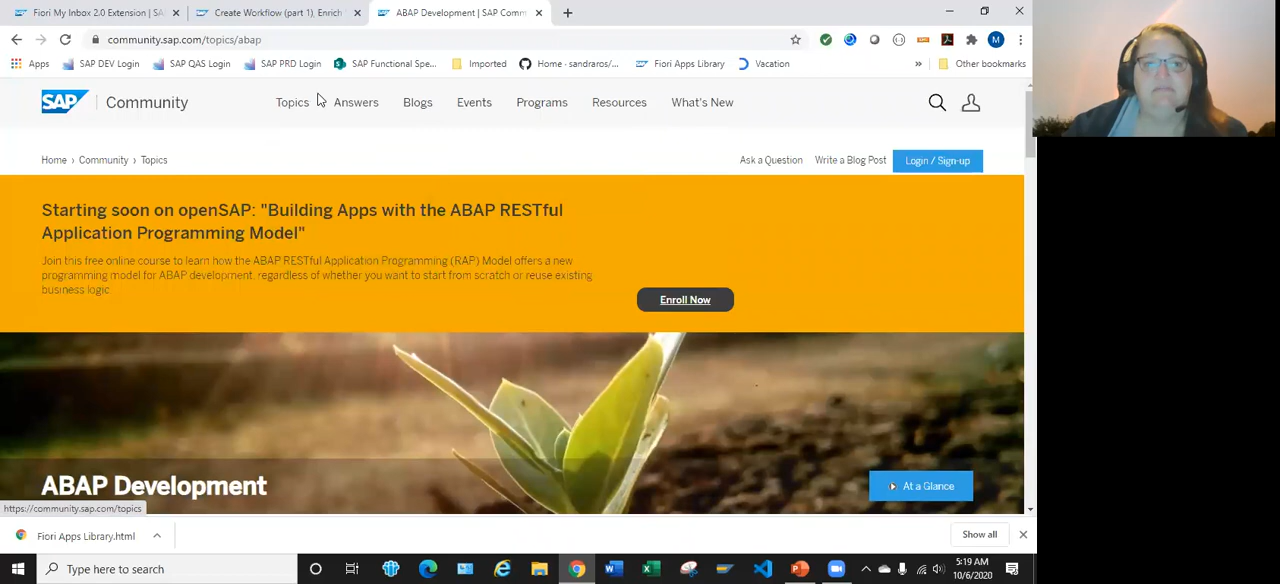 Fiori My Inbox 2.0 Extension | SA
Create Workflow (part 1), Enrich
ABAP Development | SAP Comm
community.sap.com/topics/abap
M
Apps
SAP DEV Login
SAP QAS Login
SAP PRD Login
SAP Functional Spe...
Imported
Home - sandraros/...
Fiori Apps Library
Vacation
»
Other bookmarks
SAP
Community
Topics
Answers
Blogs
Events
Programs
Resources
What's New
Home › Community › Topics
Ask a Question
Write a Blog Post
Login / Sign-up
Starting soon on openSAP: "Building Apps with the ABAP RESTful
Application Programming Model"
Join this free online course to learn how the ABAP RESTful Application Programming (RAP) Model offers a new
programming model for ABAP development, regardless of whether you want to start from scratch or reuse existing
business logic
Enroll Now
ABAP Development
At a Glance
https://community.sap.com/topics
Fiori Apps Library.html
Show all
Type here to search
5:19 AM
10/6/2020